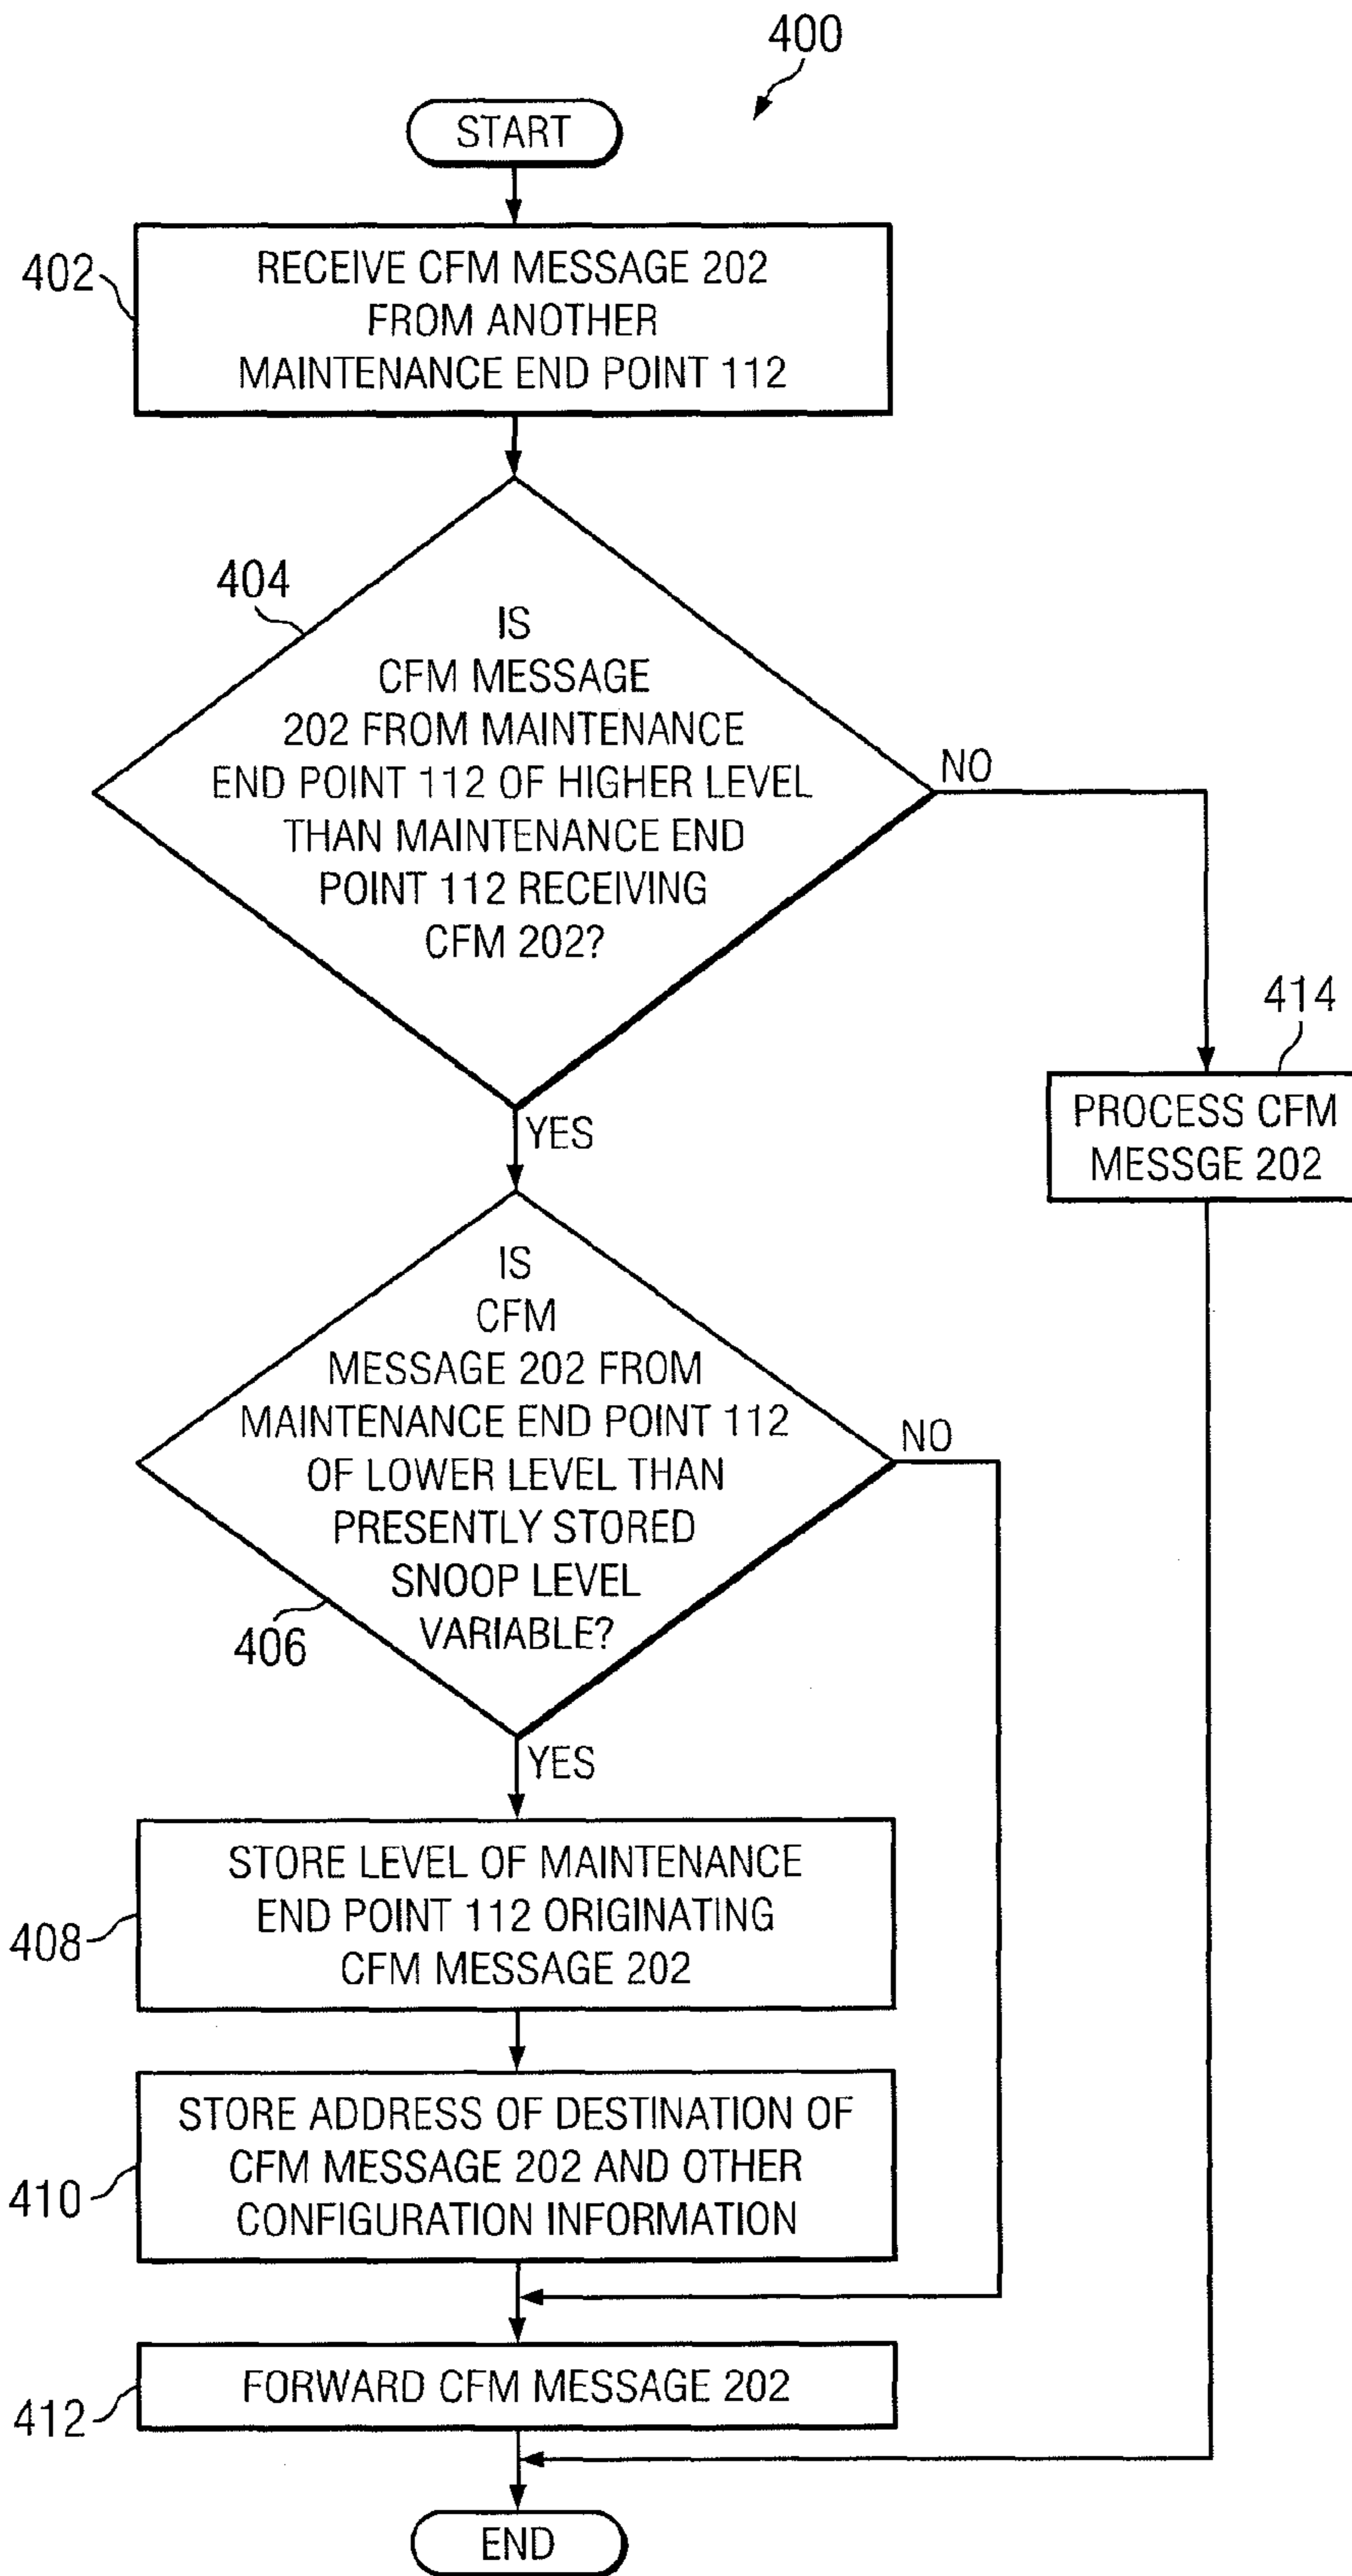 400
START
402
RECEIVE CFM MESSAGE 202
FROM ANOTHER
MAINTENANCE END POINT 112
404
IS
CFM MESSAGE
202 FROM MAINTENANCE
END POINT 112 OF HIGHER LEVEL
THAN MAINTENANCE END
POINT 112 RECEIVING
CFM 202?
NO
YES
414
PROCESS CFM
MESSGE 202
IS
CFM
MESSAGE 202 FROM
MAINTENANCE END POINT 112
OF LOWER LEVEL THAN
PRESENTLY STORED
SNOOP LEVEL
VARIABLE?
NO
406
YES
STORE LEVEL OF MAINTENANCE
END POINT 112 ORIGINATING
CFM MESSAGE 202
408
STORE ADDRESS OF DESTINATION OF
CFM MESSAGE 202 AND OTHER
CONFIGURATION INFORMATION
410
FORWARD CFM MESSAGE 202
412
END